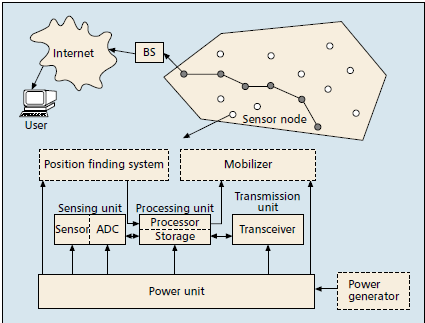 Internet
BS
User
Sensor node
Position finding system
Mobilizer
Sensing unit
Processing unit
Transmission
unit
Sensor
ADC
Processor
Storage
Transceiver
Power unit
Power
generator